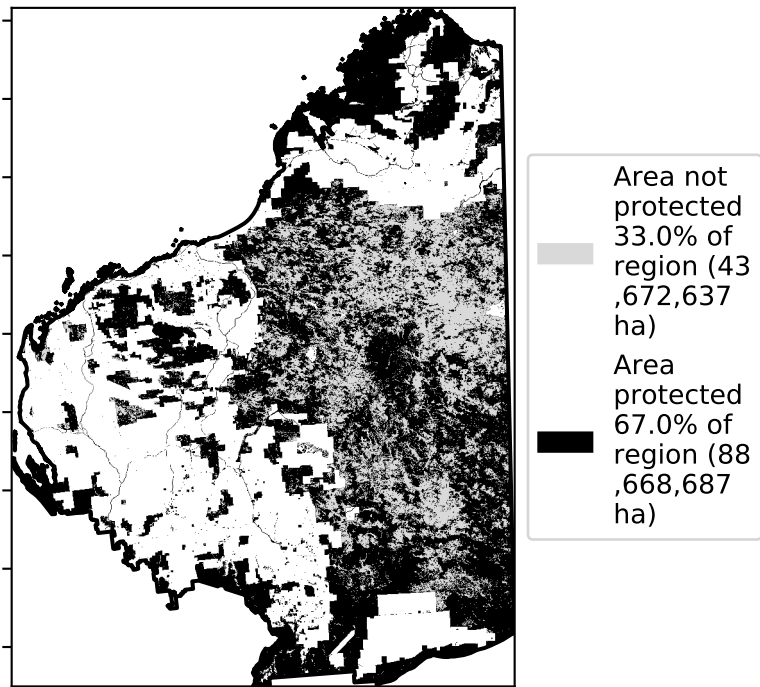 Area not
protected
33.0% of
region (43
,672,637
ha)
Area
protected
67.0% of
region (88
,668,687
ha)